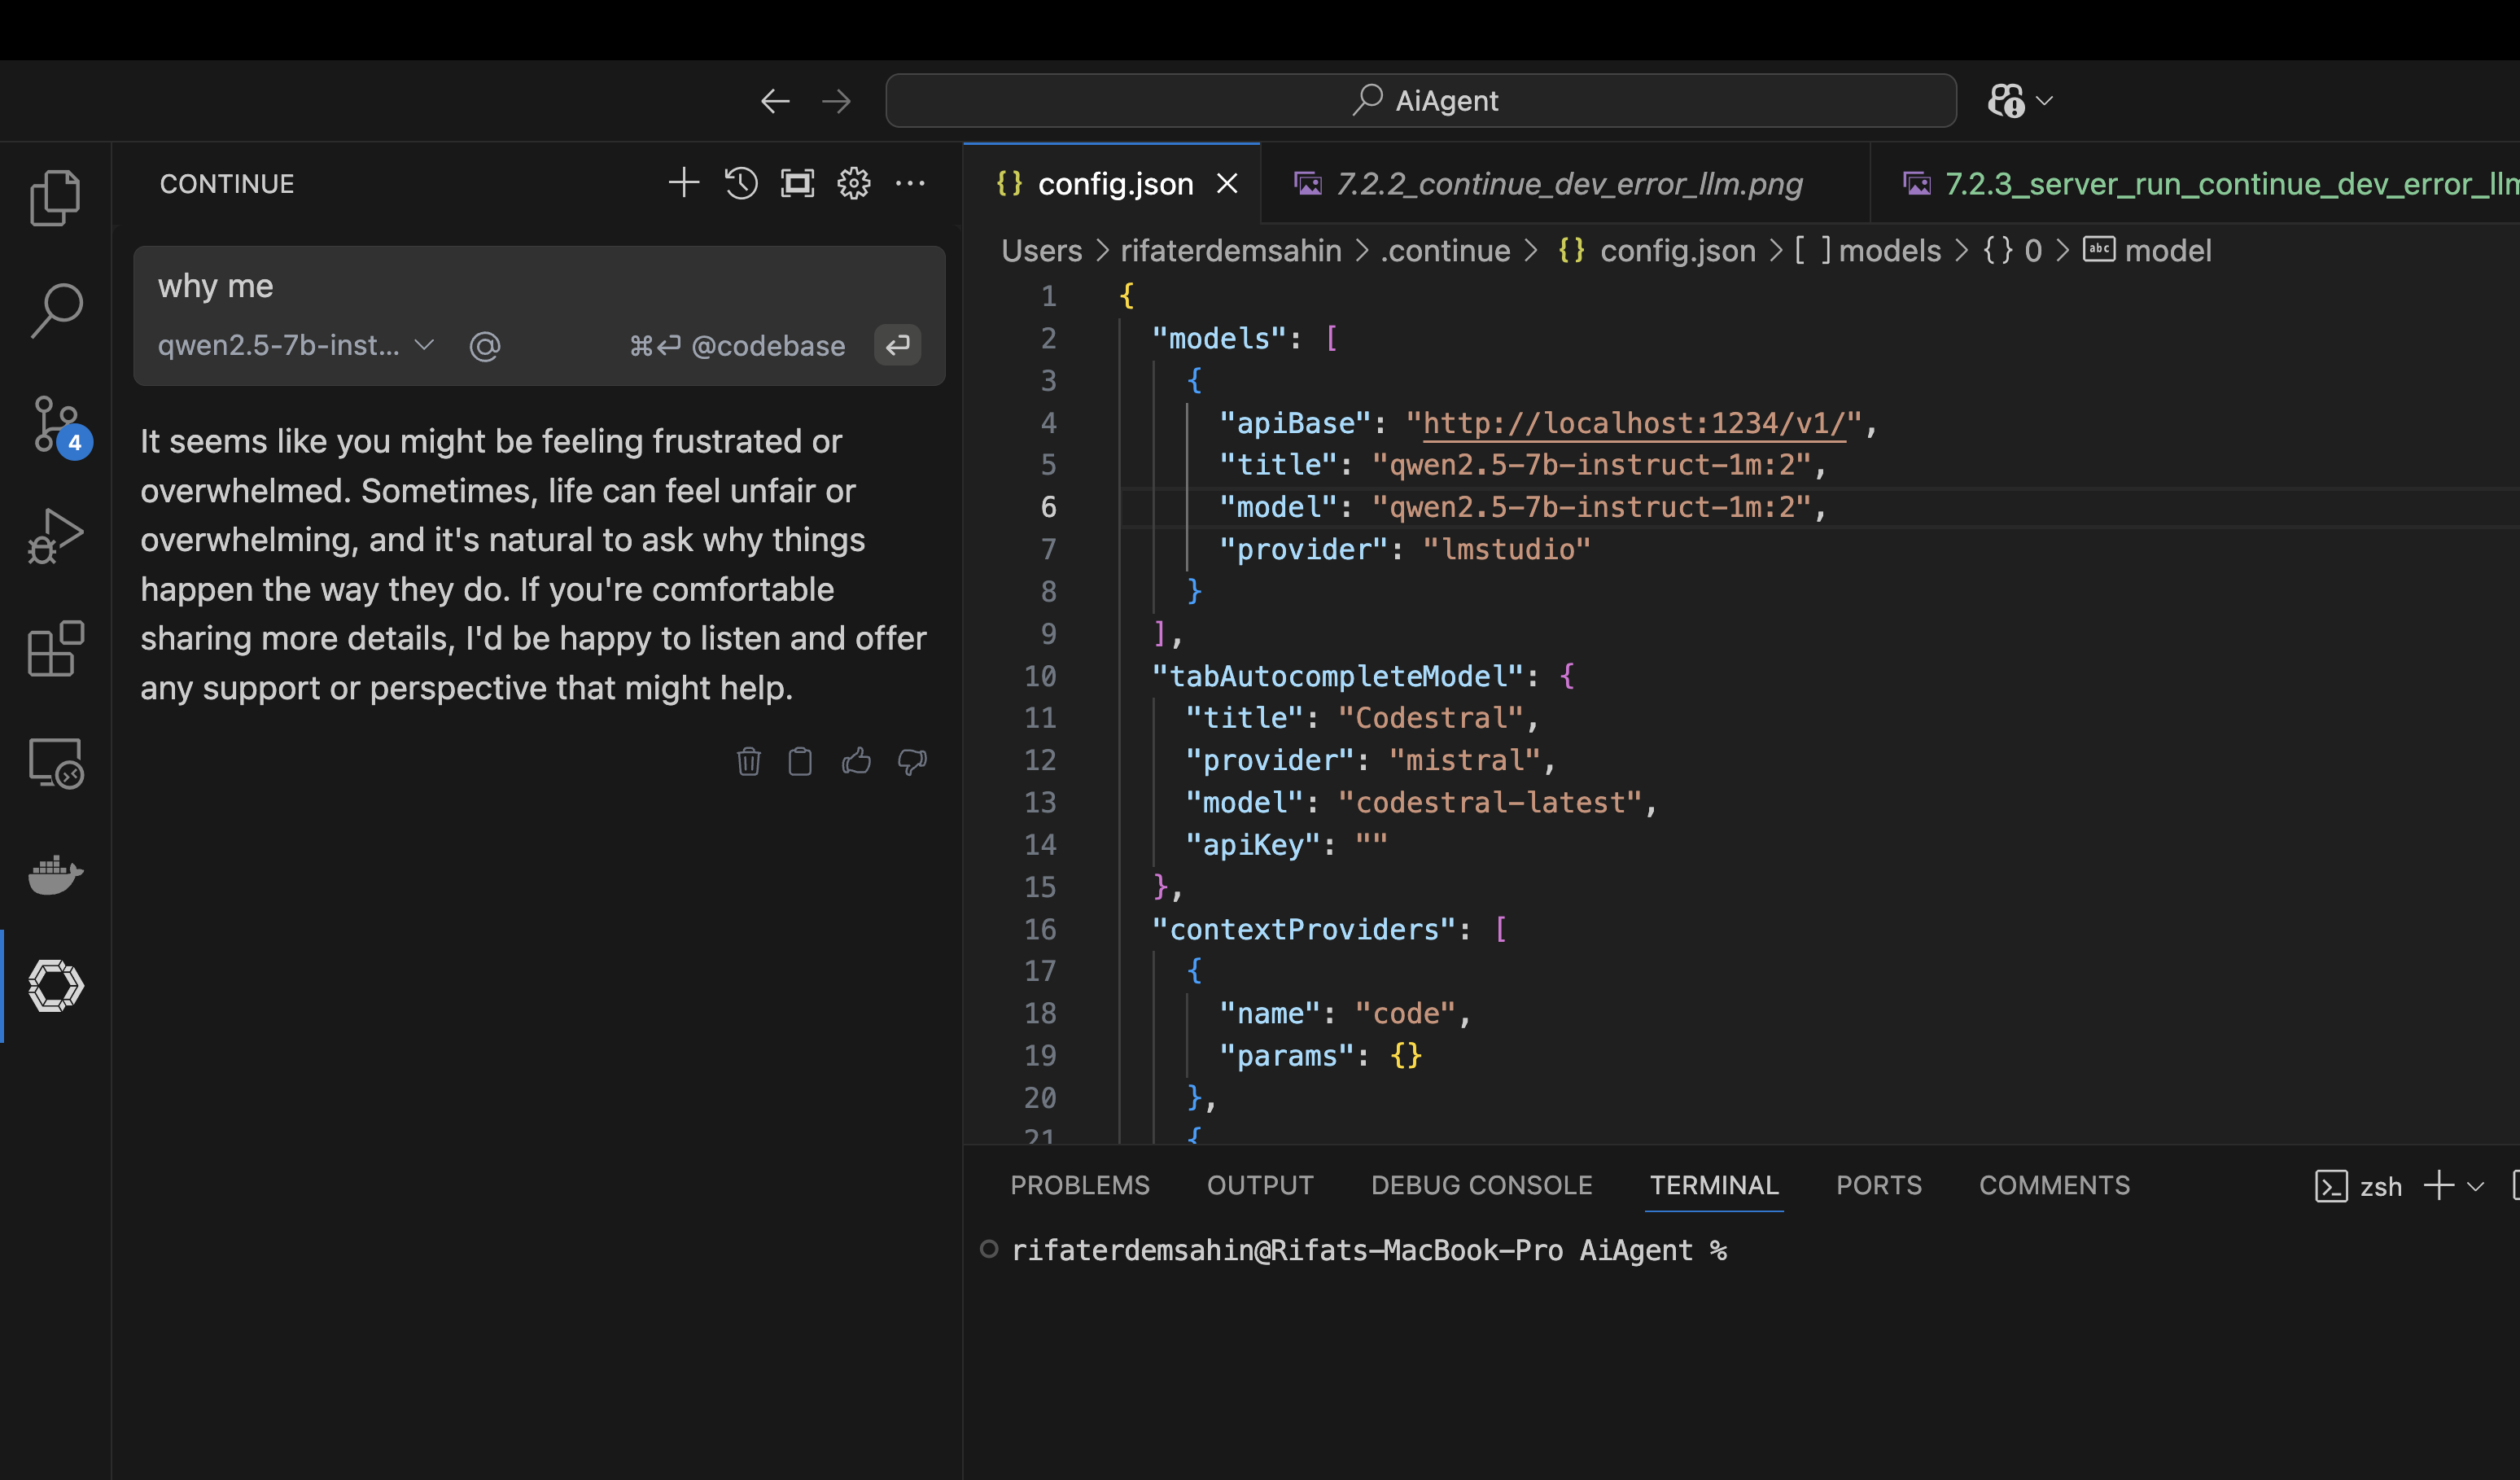 AiAgent
CONTINUE
why me
qwen2.5-7b-inst...
@codebase
It seems like you might be feeling frustrated or
overwhelmed. Sometimes, life can feel unfair or
overwhelming, and it's natural to ask why things
happen the way they do. If you're comfortable
sharing more details, I'd be happy to listen and offer
any support or perspective that might help.
4
config.json
7.2.2_continue_dev_error_llm.png
7.2.3_server_run_continue_dev_error_llm
Users > rifaterdemsahin > .continue > {} config.json > [ ] models > {} 0 > abc model
1 {
2 "models": [
3 {
4 "apiBase": "http://localhost:1234/v1/",
5 "title": "qwen2.5-7b-instruct-1m:2",
6 "model": "qwen2.5-7b-instruct-1m:2",
7 "provider": "lmstudio"
8 }
9 ],
10 "tabAutocompleteModel": {
11 "title": "Codestral",
12 "provider": "mistral",
13 "model": "codestral-latest",
14 "apiKey": ""
15 },
16 "contextProviders": [
17 {
18 "name": "code",
19 "params": {}
20 },
21 {
PROBLEMS OUTPUT DEBUG CONSOLE TERMINAL PORTS COMMENTS
zsh
rifaterdemsahin@Rifats-MacBook-Pro AiAgent %